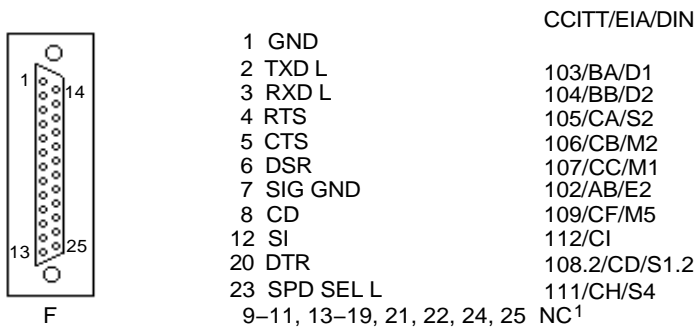 CCITT/EIA/DIN
1 GND
2 TXD L 103/BA/D1
3 RXD L 104/BB/D2
4 RTS 105/CA/S2
5 CTS 106/CB/M2
6 DSR 107/CC/M1
7 SIG GND 102/AB/E2
8 CD 109/CF/M5
12 SI 112/CI
20 DTR 108.2/CD/S1.2
23 SPD SEL L 111/CH/S4
9–11, 13–19, 21, 22, 24, 25 NC1
1
14
13
25
F